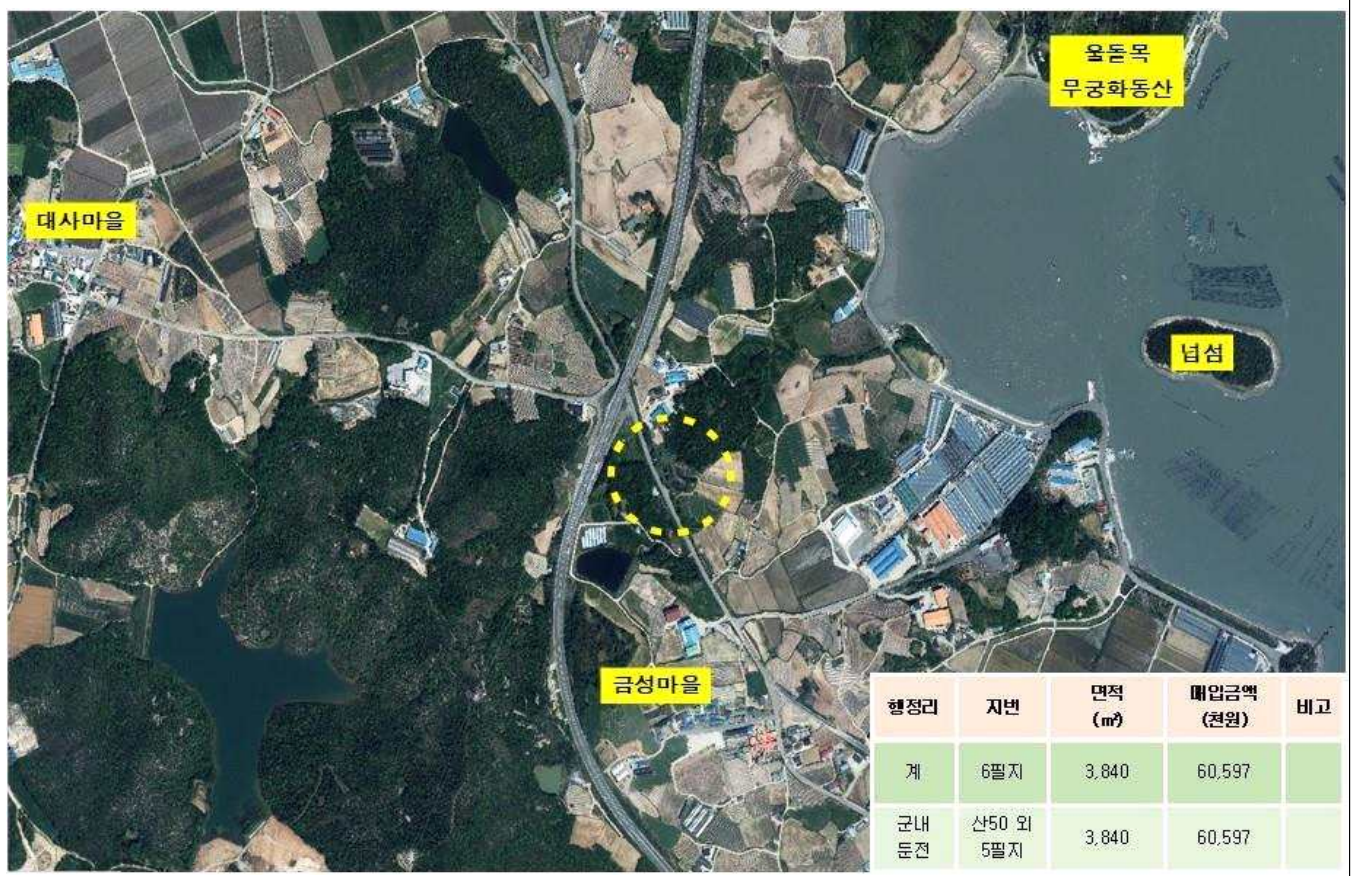 울돌목
무궁화동산
대사마을
넙섬
금성마을
행정리 지번 면적 (㎡) 매입금액 (천원) 비고
계 6필지 3,840 60,597
군내 둔전 산50 외 5필지 3,840 60,597